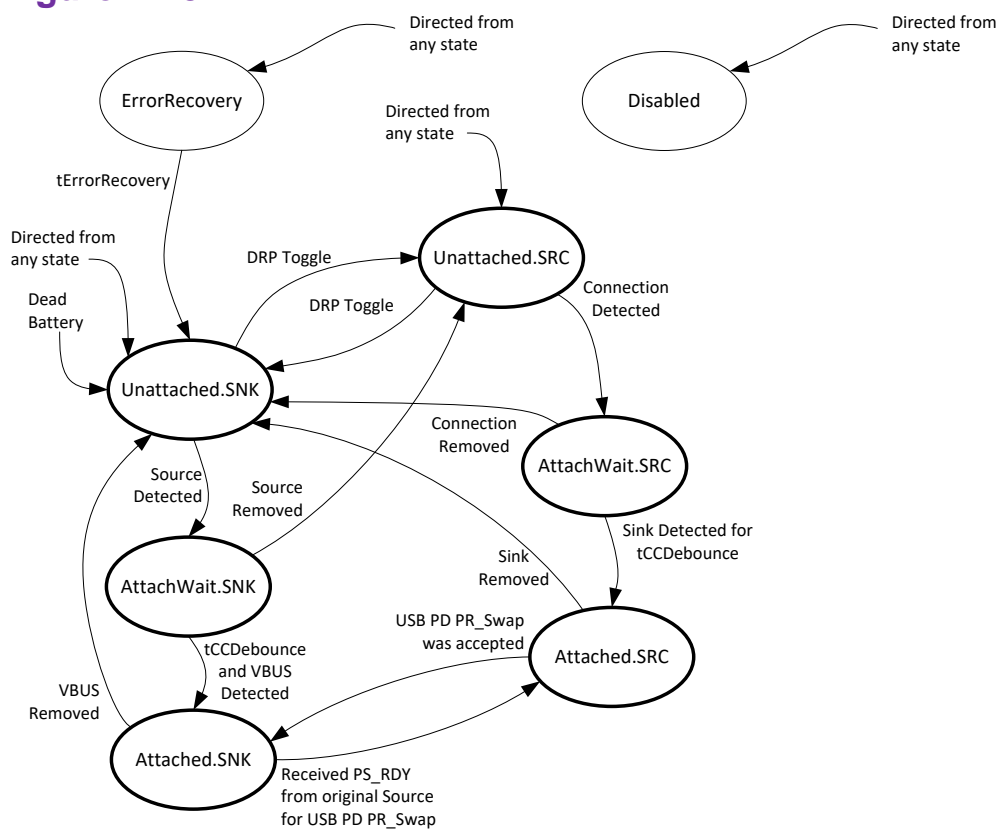 Directed from
any state
Directed from
any state
ErrorRecovery
Disabled
Directed from
any state
tErrorRecovery
Directed from
any state
DRP Toggle
Unattached.SRC
Dead
Battery
DRP Toggle
Connection
Detected
Unattached.SNK
Connection
Removed
AttachWait.SRC
Source
Detected
Source
Removed
Sink Detected for
tCCDebounce
Sink
Removed
AttachWait.SNK
USB PD PR_Swap
was accepted
Attached.SRC
tCCDebounce
and VBUS
Detected
VBUS
Removed
Attached.SNK
Received PS_RDY
from original Source
for USB PD PR_Swap